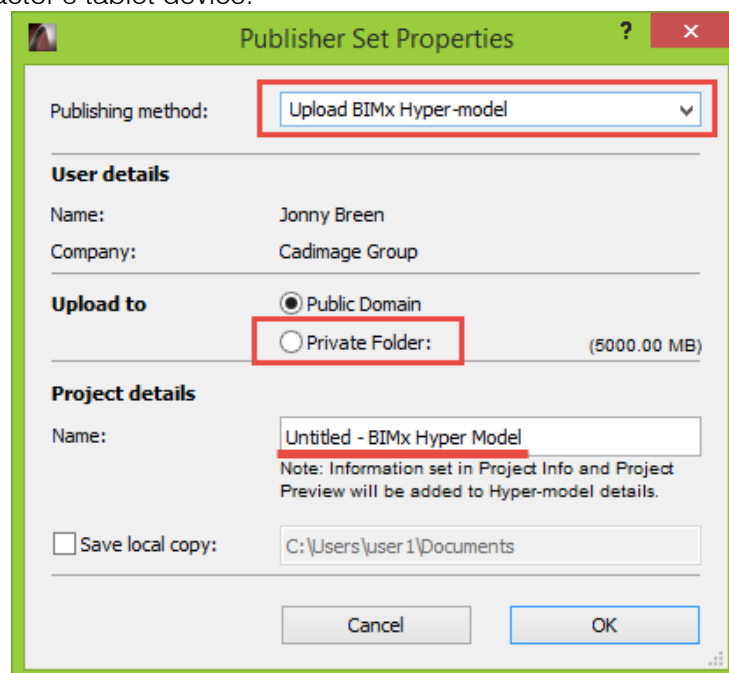 tablet device.
Publisher Set Properties ? ×
Publishing method: Upload BIMx Hyper-model
User details
Name: Jonny Breen
Company: Cadimage Group
Upload to Public Domain
Private Folder: (5000.00 MB)
Project details
Name: Untitled - BIMx Hyper Model
Note: Information set in Project Info and Project
Preview will be added to Hyper-model details.
Save local copy: C:\Users\user1\Documents
Cancel OK